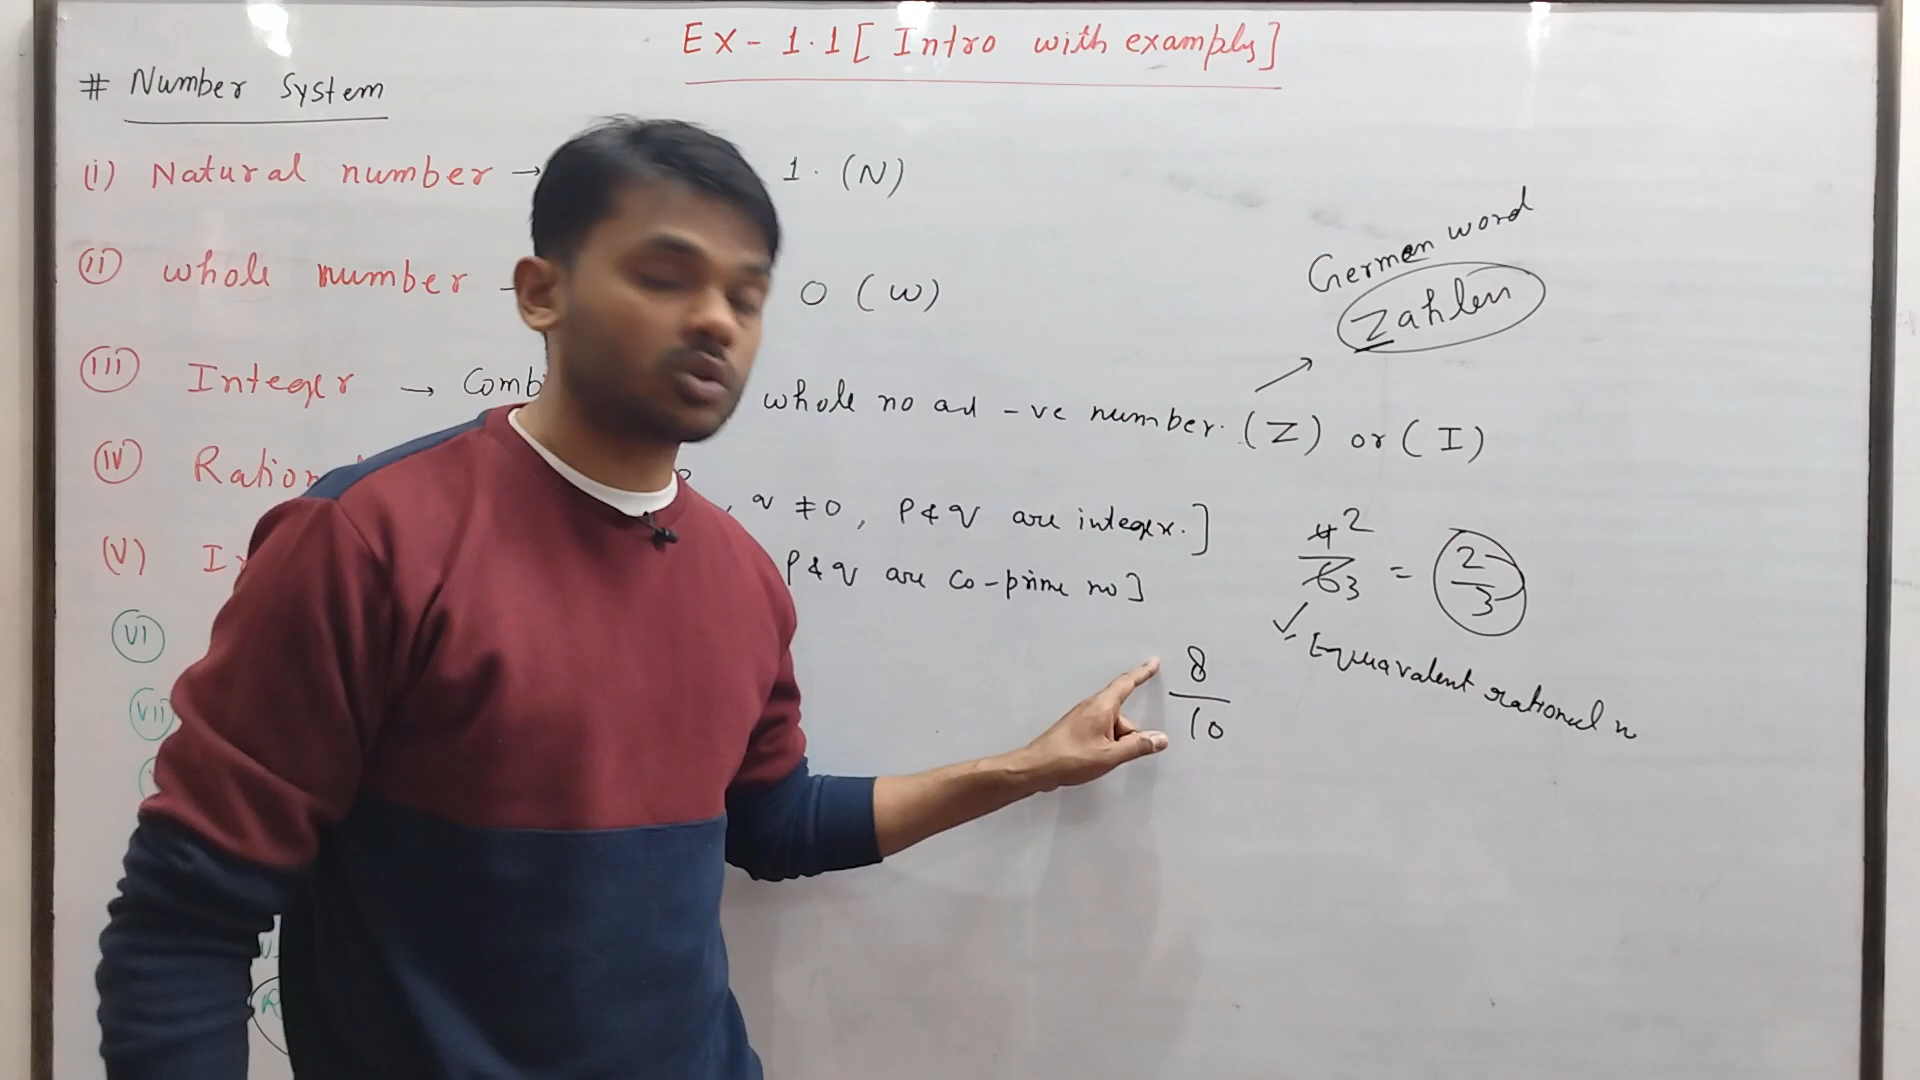 Ex - 1.1 [ Intro with examply]
# Number System
(i) Natural number → 1. (N)
(ii) whole number - 0 (W)
German word
Zahlen
(iii) Integer → Comb whole no and -ve number. (Z) or ( I )
(iv) Ration , q ≠ 0, P & q are integer. ]
(v) Ir P & q are Co-prime no ]
4 2
6 3 = 2/3
✓ Equivalent rational n
(vi)
8
10
(vii)